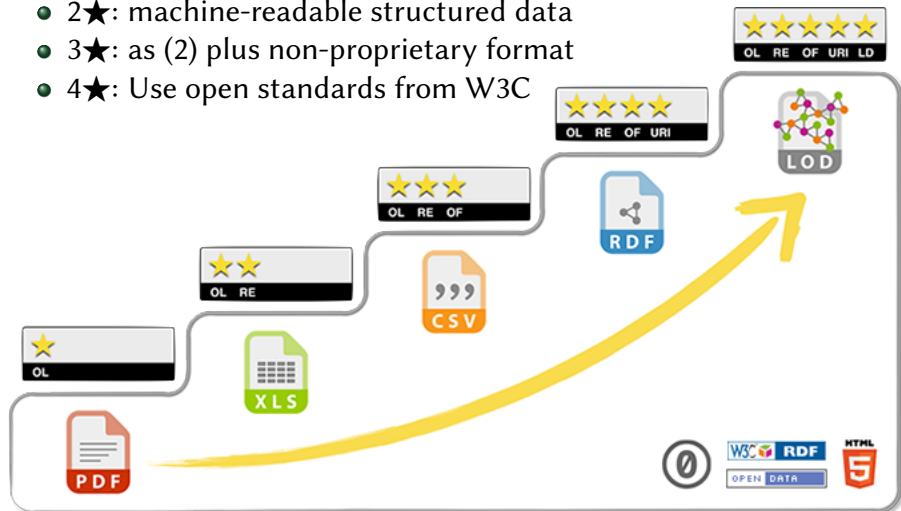 2★: machine-readable structured data
3★: as (2) plus non-proprietary format
4★: Use open standards from W3C
OL RE OF URI LD
LOD
OL RE OF URI
RDF
OL RE OF
CSV
OL RE
XLS
OL
PDF
W3C RDF
OPEN DATA
HTML
5
0